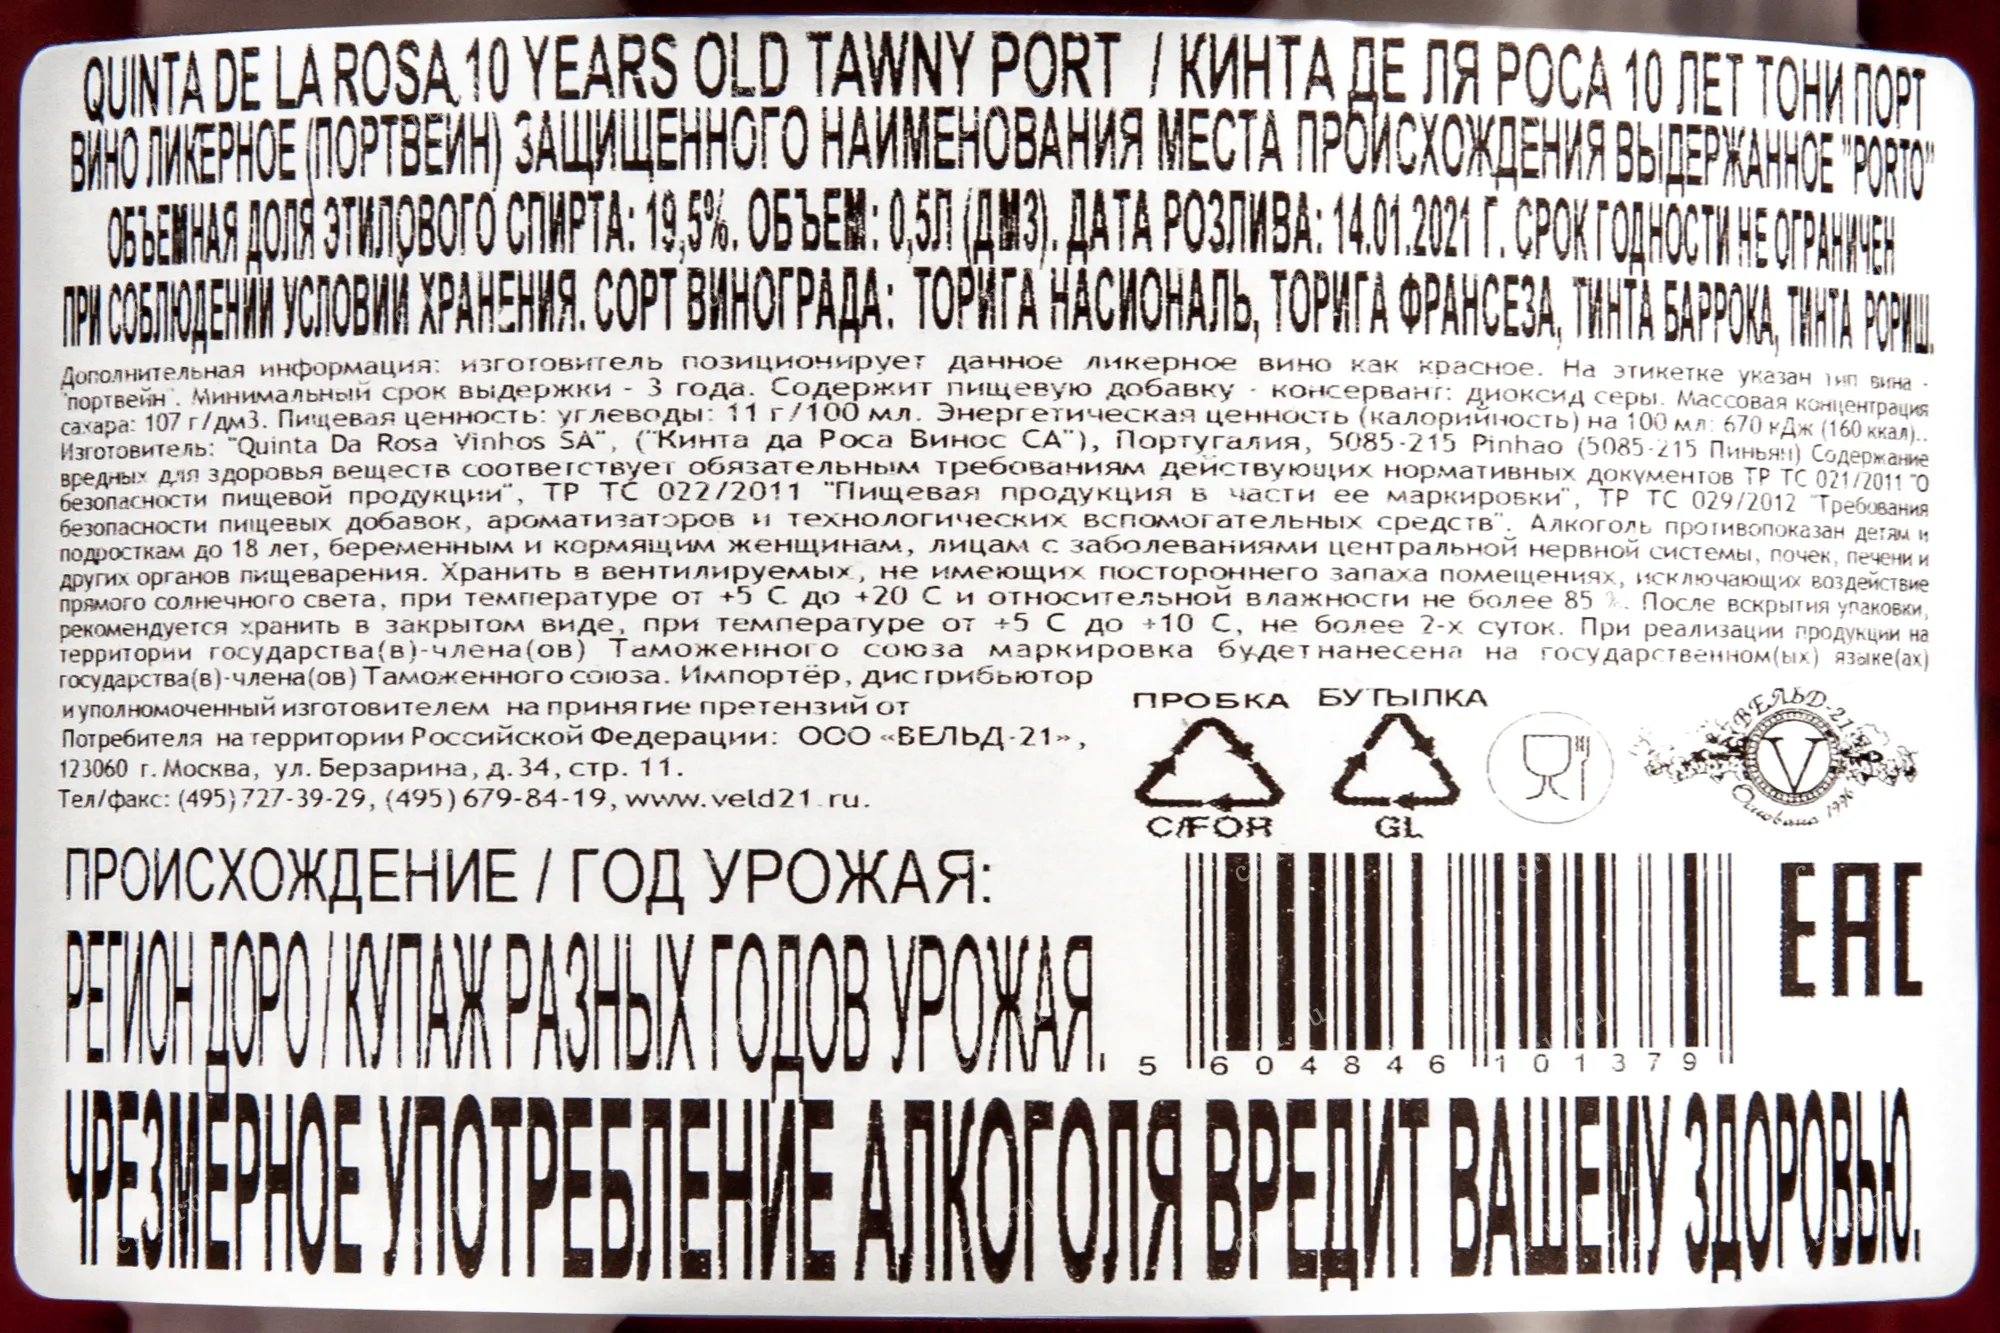 QUINTA DE LA ROSA 10 YEARS OLD TAWNY PORT / КИНТА ДЕ ЛЯ РОСА 10 ЛЕТ ТОНИ ПОРТ
ВИНО ЛИКЕРНОЕ (ПОРТВЕЙН) ЗАЩИЩЕННОГО НАИМЕНОВАНИЯ МЕСТА ПРОИСХОЖДЕНИЯ ВЫДЕРЖАННОЕ "PORTO"
ОБЪЕМНАЯ ДОЛЯ ЭТИЛОВОГО СПИРТА: 19,5%. ОБЪЕМ: 0,5Л (ДМ3). ДАТА РОЗЛИВА: 14.01.2021 Г. СРОК ГОДНОСТИ НЕ ОГРАНИЧЕН
ПРИ СОБЛЮДЕНИИ УСЛОВИИ ХРАНЕНИЯ. СОРТ ВИНОГРАДА: ТОРИГА НАСИОНАЛЬ, ТОРИГА ФРАНСЕЗА, ТИНТА БАРРОКА, ТИНТА РОРИШ.
Дополнительная информация: изготовитель позиционирует данное ликерное вино как красное. На этикетке указан тип вина -
"портвейн". Минимальный срок выдержки - 3 года. Содержит пищевую добавку - консервант: диоксид серы. Массовая концентрация
сахара: 107 г/дм3. Пищевая ценность: углеводы: 11 г/100 мл. Энергетическая ценность (калорийность) на 100 мл: 670 кДж (160 ккал)..
Изготовитель: "Quinta Da Rosa Vinhos SA", ("Кинта да Роса Винос СА"), Португалия, 5085-215 Pinhao (5085-215 Пиньян) Содержание
вредных для здоровья веществ соответствует обязательным требованиям действующих нормативных документов ТР ТС 021/2011 "О
безопасности пищевой продукции", ТР ТС 022/2011 "Пищевая продукция в части ее маркировки", ТР ТС 029/2012 "Требования
безопасности пищевых добавок, ароматизаторов и технологических вспомогательных средств". Алкоголь противопоказан детям и
подросткам до 18 лет, беременным и кормящим женщинам, лицам с заболеваниями центральной нервной системы, почек, печени и
других органов пищеварения. Хранить в вентилируемых, не имеющих постороннего запаха помещениях, исключающих воздействие
прямого солнечного света, при температуре от +5 С до +20 С и относительной влажности не более 85 %. После вскрытия упаковки,
рекомендуется хранить в закрытом виде, при температуре от +5 С до +10 С, не более 2-х суток. При реализации продукции на
территории государства(в)-члена(ов) Таможенного союза маркировка будет нанесена на государственном(ых) языке(ах)
государства(в)-члена(ов) Таможенного союза. Импортёр, дистрибьютор
и уполномоченный изготовителем на принятие претензий от
Потребителя на территории Российской Федерации: ООО «ВЕЛЬД-21»,
123060 г. Москва, ул. Берзарина, д. 34, стр. 11.
Тел/факс: (495) 727-39-29, (495) 679-84-19, www.veld21.ru.
ПРОБКА БУТЫЛКА
C/FOR GL
ВЕЛЬД-21
V
Основана 1996
ПРОИСХОЖДЕНИЕ / ГОД УРОЖАЯ:
РЕГИОН ДОРО / КУПАЖ РАЗНЫХ ГОДОВ УРОЖАЯ.
5 604846 101379
EAC
ЧРЕЗМЕРНОЕ УПОТРЕБЛЕНИЕ АЛКОГОЛЯ ВРЕДИТ ВАШЕМУ ЗДОРОВЬЮ.